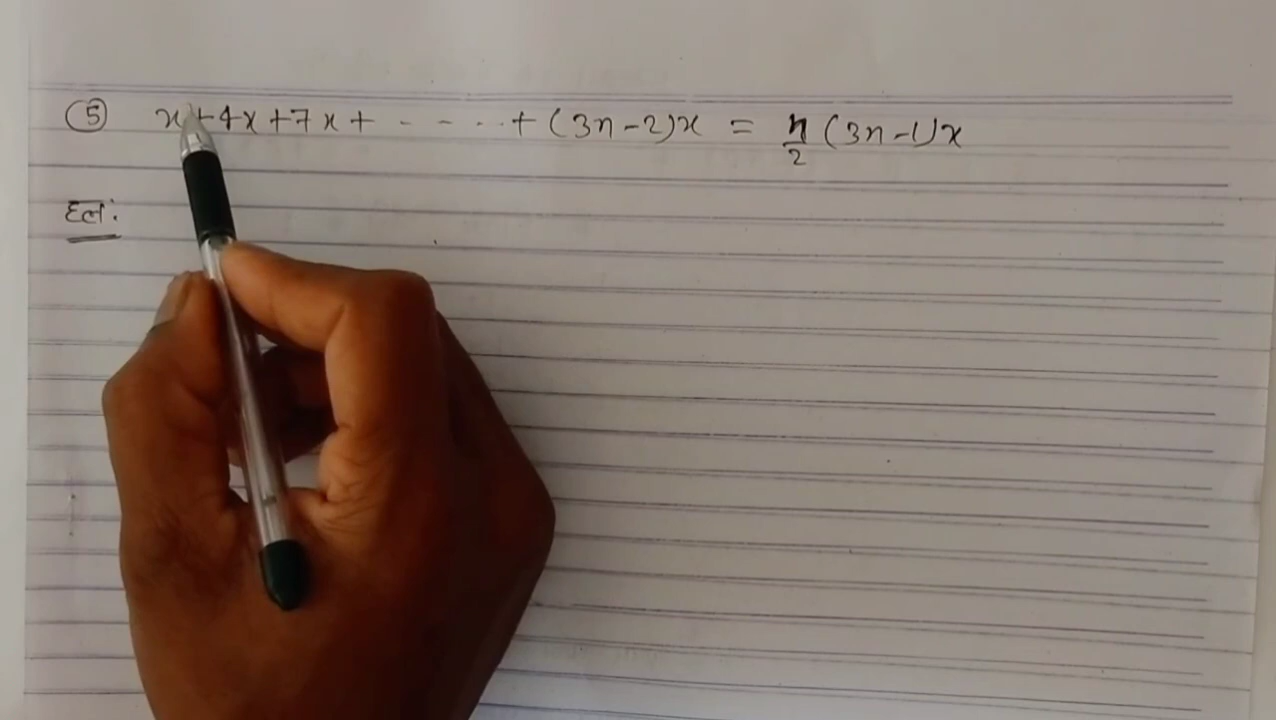 ⑤ x+4x+7x+ - - - - .. + (3n-2)x = n/2 (3n-1)x
हल: